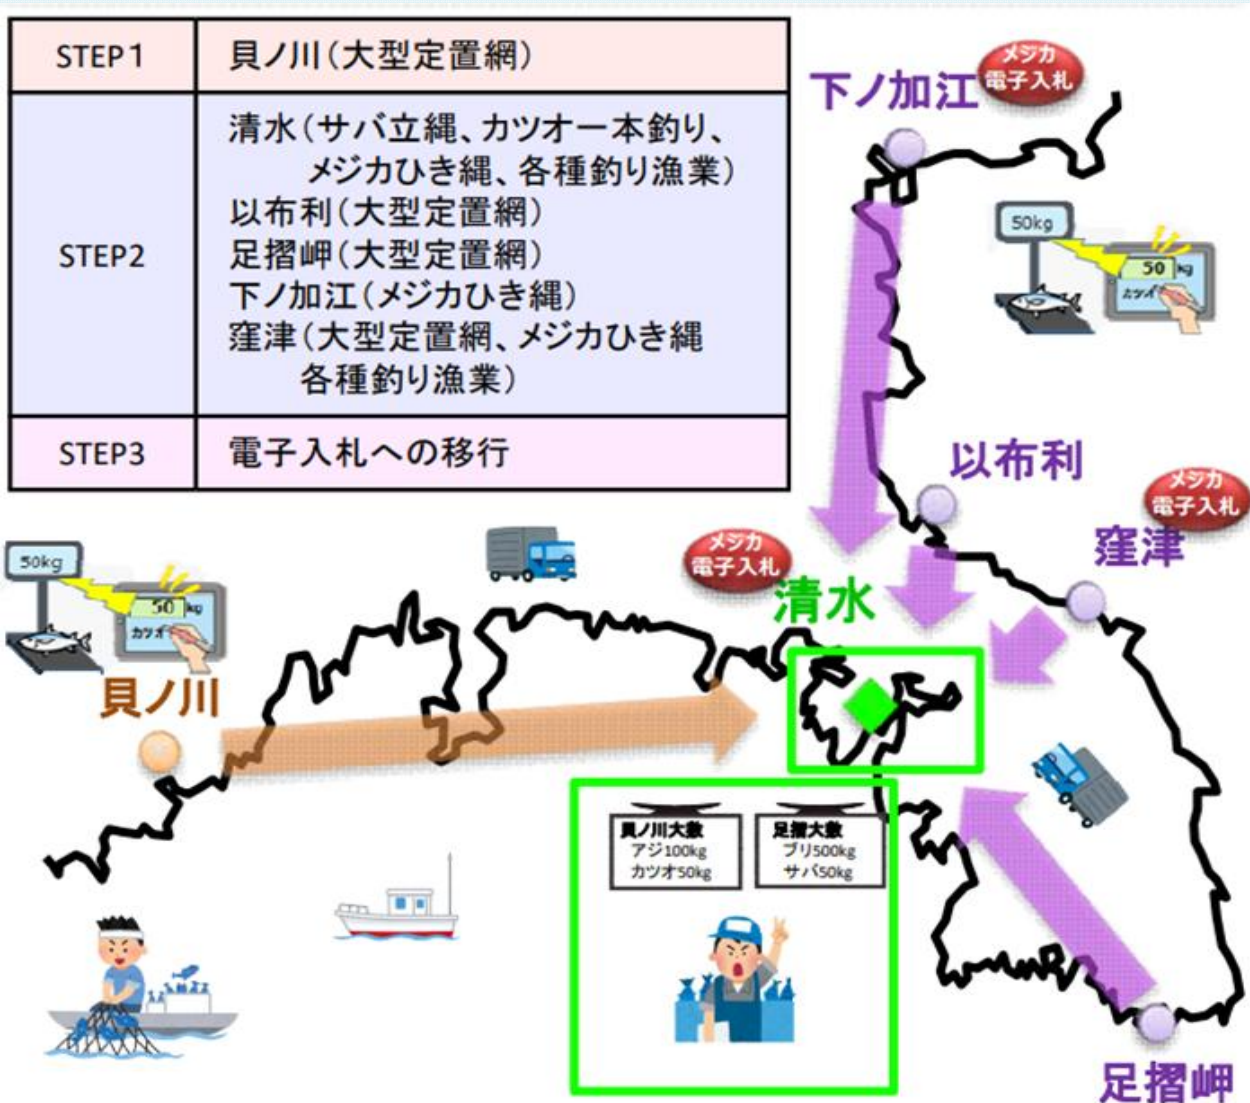 STEP1
貝ノ川(大型定置網)
STEP2
清水(サバ立縄、カツオ一本釣り、
メジカひき縄、各種釣り漁業)
以布利(大型定置網)
足摺岬(大型定置網)
下ノ加江(メジカひき縄)
窪津(大型定置網、メジカひき縄
各種釣り漁業)
STEP3
電子入札への移行
下ノ加江
メジカ
電子入札
50kg
50 kg
カツオ
以布利
メジカ
電子入札
窪津
メジカ
電子入札
清水
50kg
50 kg
カツオ
貝ノ川
貝ノ川大敷
アジ100kg
カツオ50kg
足摺大敷
ブリ500kg
サバ50kg
足摺岬